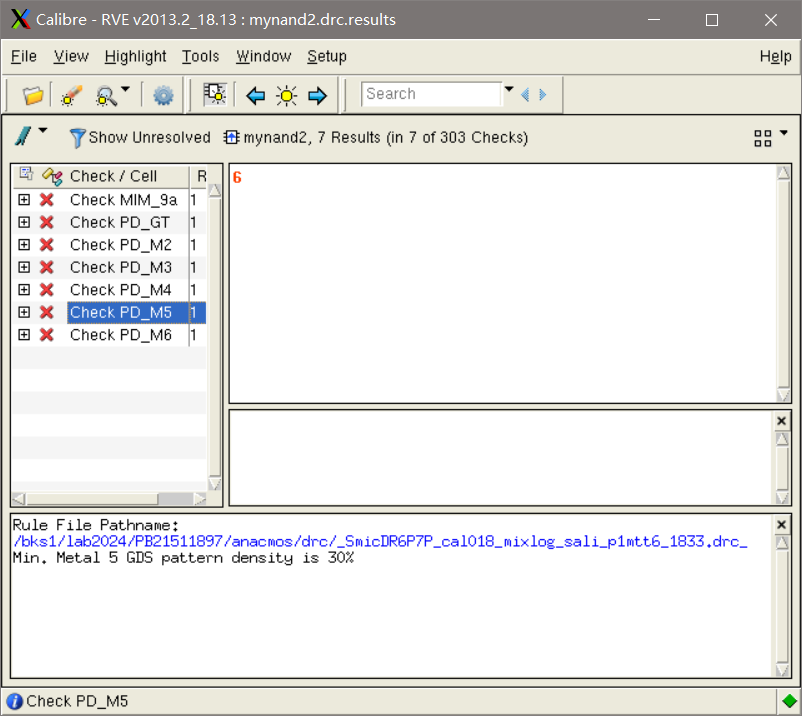 Calibre - RVE v2013.2_18.13 : mynand2.drc.results
File View Highlight Tools Window Setup Help
Search
Show Unresolved mynand2, 7 Results (in 7 of 303 Checks)
Check / Cell R
Check MIM_9a 1
Check PD_GT 1
Check PD_M2 1
Check PD_M3 1
Check PD_M4 1
Check PD_M5 1
Check PD_M6 1
6
Rule File Pathname:
/bks1/lab2024/PB21511897/anacmos/drc/_SmicDR6P7P_cal018_mixlog_sali_p1mtt6_1833.drc_
Min. Metal 5 GDS pattern density is 30%
Check PD_M5